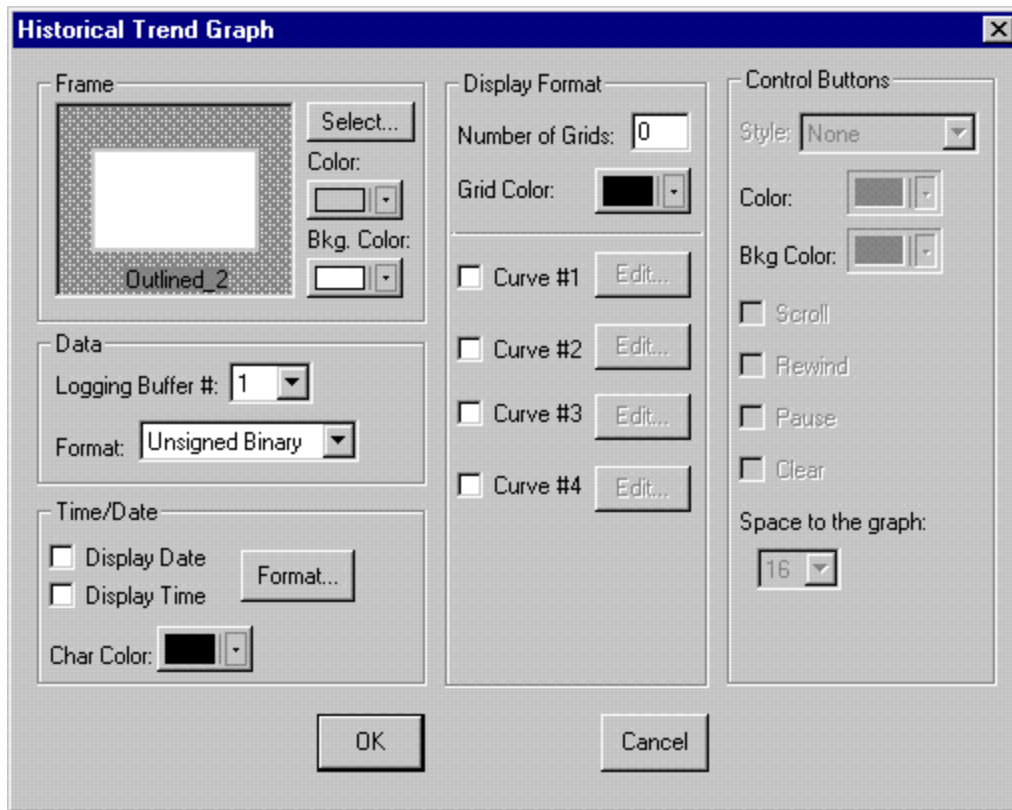 Historical Trend Graph
Frame
Select...
Color:
Bkg. Color:
Outlined_2
Data
Logging Buffer #: 1
Format: Unsigned Binary
Time/Date
Display Date
Display Time
Format...
Char Color:
Display Format
Number of Grids: 0
Grid Color:
Curve #1 Edit...
Curve #2 Edit...
Curve #3 Edit...
Curve #4 Edit...
Control Buttons
Style: None
Color:
Bkg Color:
Scroll
Rewind
Pause
Clear
Space to the graph:
16
OK
Cancel